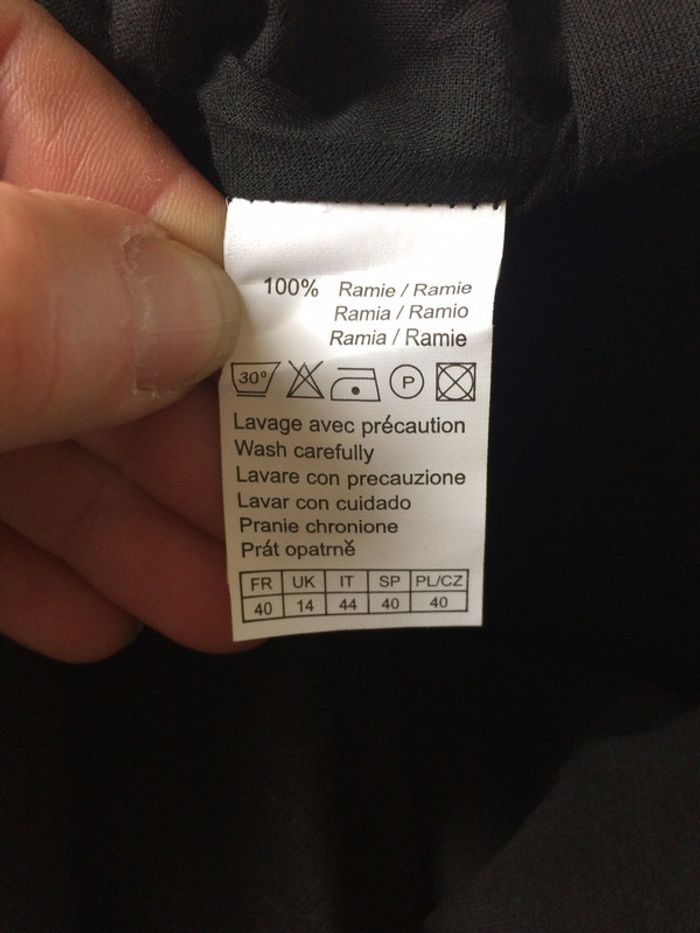 100% Ramie / Ramie
Ramia / Ramio
Ramia / Ramie
30° P
Lavage avec précaution
Wash carefully
Lavare con precauzione
Lavar con cuidado
Pranie chronione
Prát opatrně
FR UK IT SP PL/CZ
40 14 44 40 40